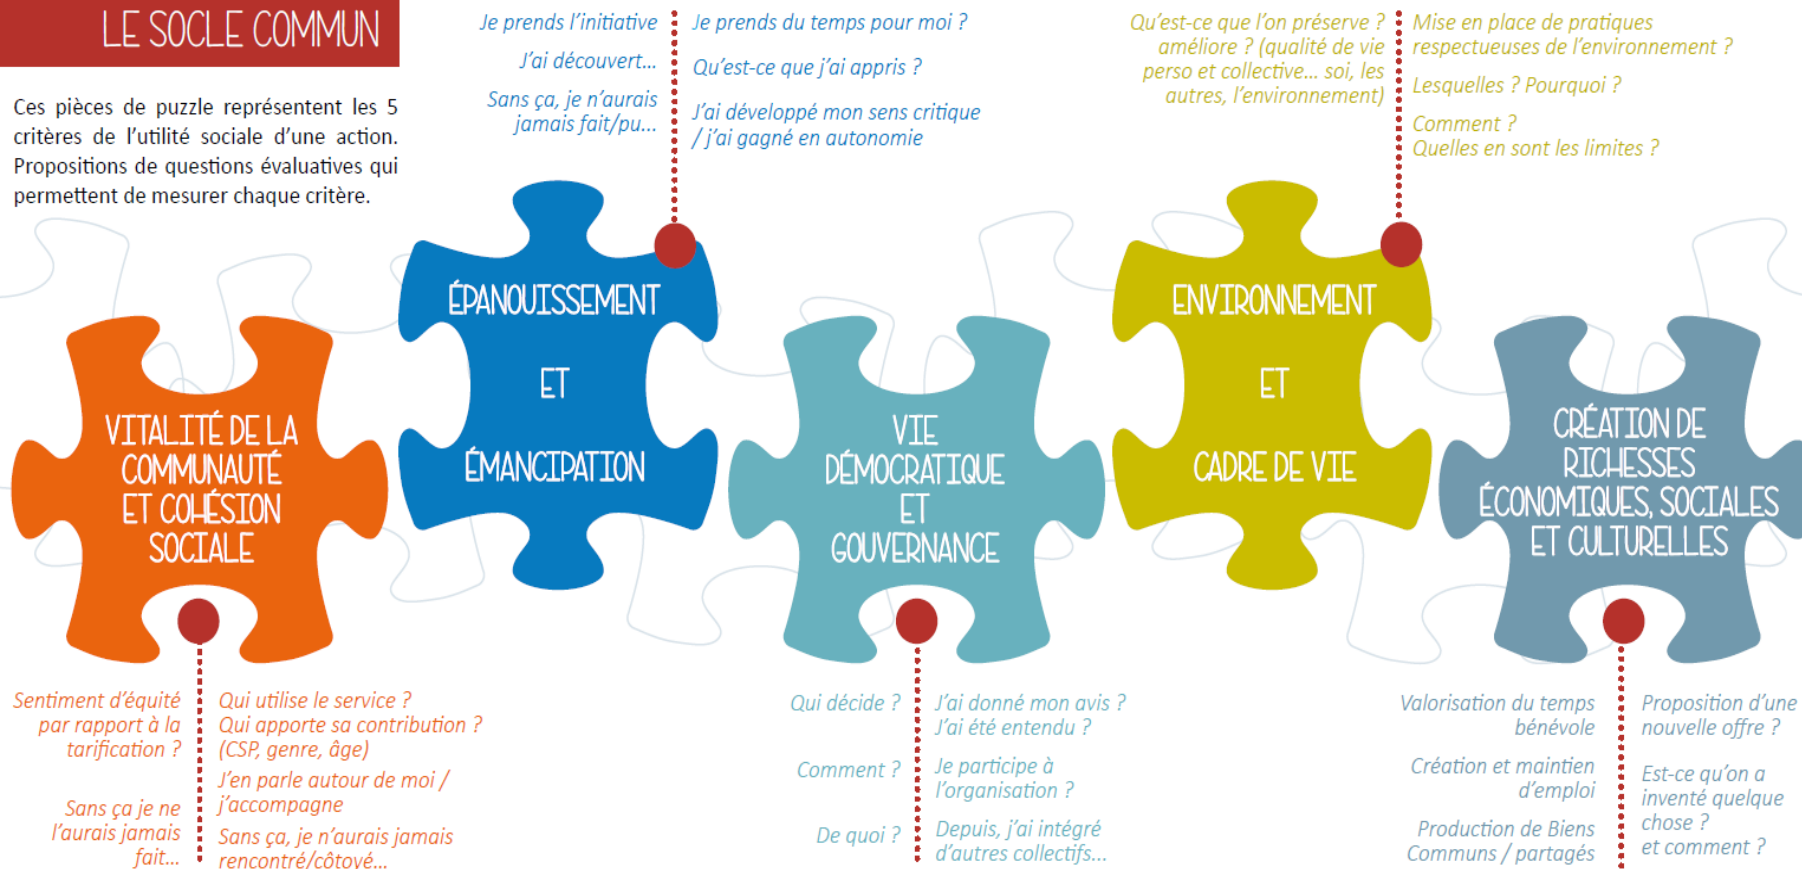 LE SOCLE COMMUN
Ces pièces de puzzle représentent les 5
critères de l'utilité sociale d'une action.
Propositions de questions évaluatives qui
permettent de mesurer chaque critère.
Je prends l'initiative
J'ai découvert...
Sans ça, je n'aurais
jamais fait/pu...
Je prends du temps pour moi ?
Qu'est-ce que j'ai appris ?
J'ai développé mon sens critique
/ j'ai gagné en autonomie
Qu'est-ce que l'on préserve ?
améliore ? (qualité de vie
perso et collective... soi, les
autres, l'environnement)
Mise en place de pratiques
respectueuses de l'environnement ?
Lesquelles ? Pourquoi ?
Comment ?
Quelles en sont les limites ?
VITALITÉ DE LA
COMMUNAUTÉ
ET COHÉSION
SOCIALE
ÉPANOUISSEMENT
ET
ÉMANCIPATION
VIE
DÉMOCRATIQUE
ET
GOUVERNANCE
ENVIRONNEMENT
ET
CADRE DE VIE
CRÉATION DE
RICHESSES
ÉCONOMIQUES, SOCIALES
ET CULTURELLES
Sentiment d'équité
par rapport à la
tarification ?
Sans ça je ne
l'aurais jamais
fait...
Qui utilise le service ?
Qui apporte sa contribution ?
(CSP, genre, âge)
J'en parle autour de moi /
j'accompagne
Sans ça, je n'aurais jamais
rencontré/côtoyé...
Qui décide ?
Comment ?
De quoi ?
J'ai donné mon avis ?
J'ai été entendu ?
Je participe à
l'organisation ?
Depuis, j'ai intégré
d'autres collectifs...
Valorisation du temps
bénévole
Création et maintien
d'emploi
Production de Biens
Communs / partagés
Proposition d'une
nouvelle offre ?
Est-ce qu'on a
inventé quelque
chose ?
et comment ?